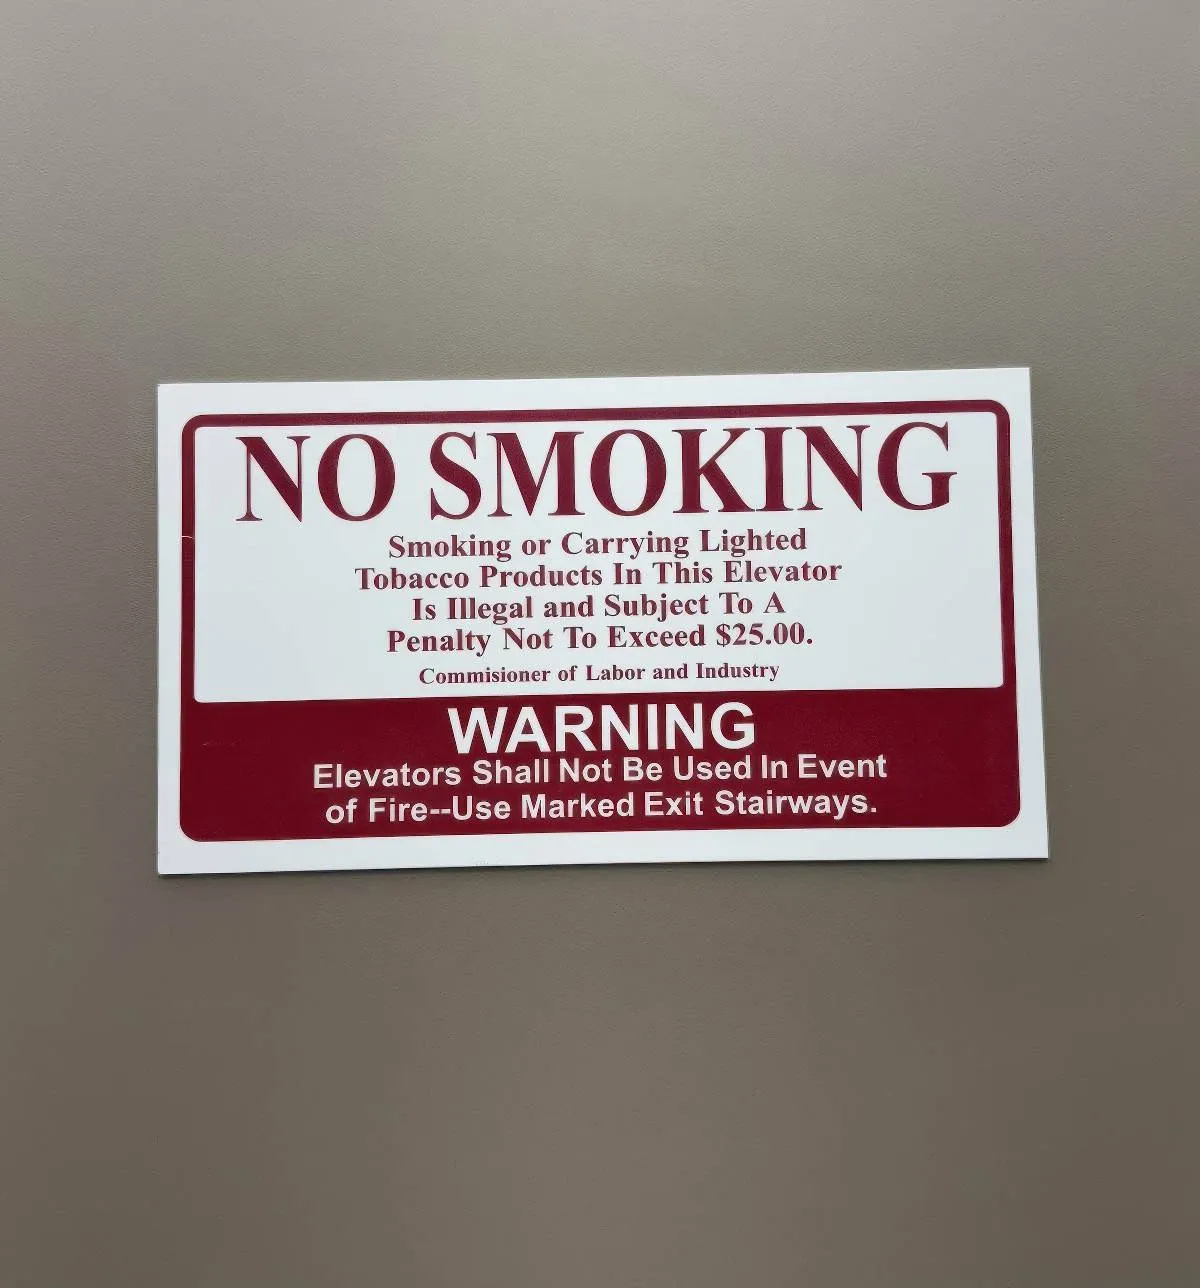 NO SMOKING
Smoking or Carrying Lighted
Tobacco Products In This Elevator
Is Illegal and Subject To A
Penalty Not To Exceed $25.00.
Commisioner of Labor and Industry
WARNING
Elevators Shall Not Be Used In Event
of Fire--Use Marked Exit Stairways.